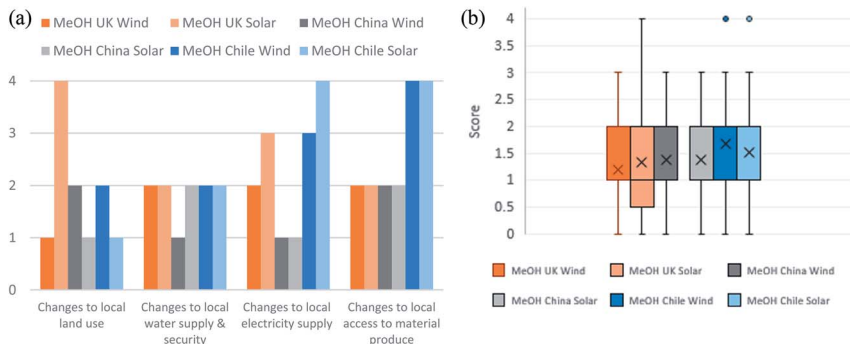 (a)
MeOH UK Wind MeOH UK Solar MeOH China Wind
MeOH China Solar MeOH Chile Wind MeOH Chile Solar
4
3
2
1
0
Changes to local land use
Changes to local water supply & security
Changes to local electricity supply
Changes to local access to material produce
(b)
4
3.5
3
2.5
2
1.5
1
0.5
0
Score
MeOH UK Wind MeOH UK Solar MeOH China Wind
MeOH China Solar MeOH Chile Wind MeOH Chile Solar